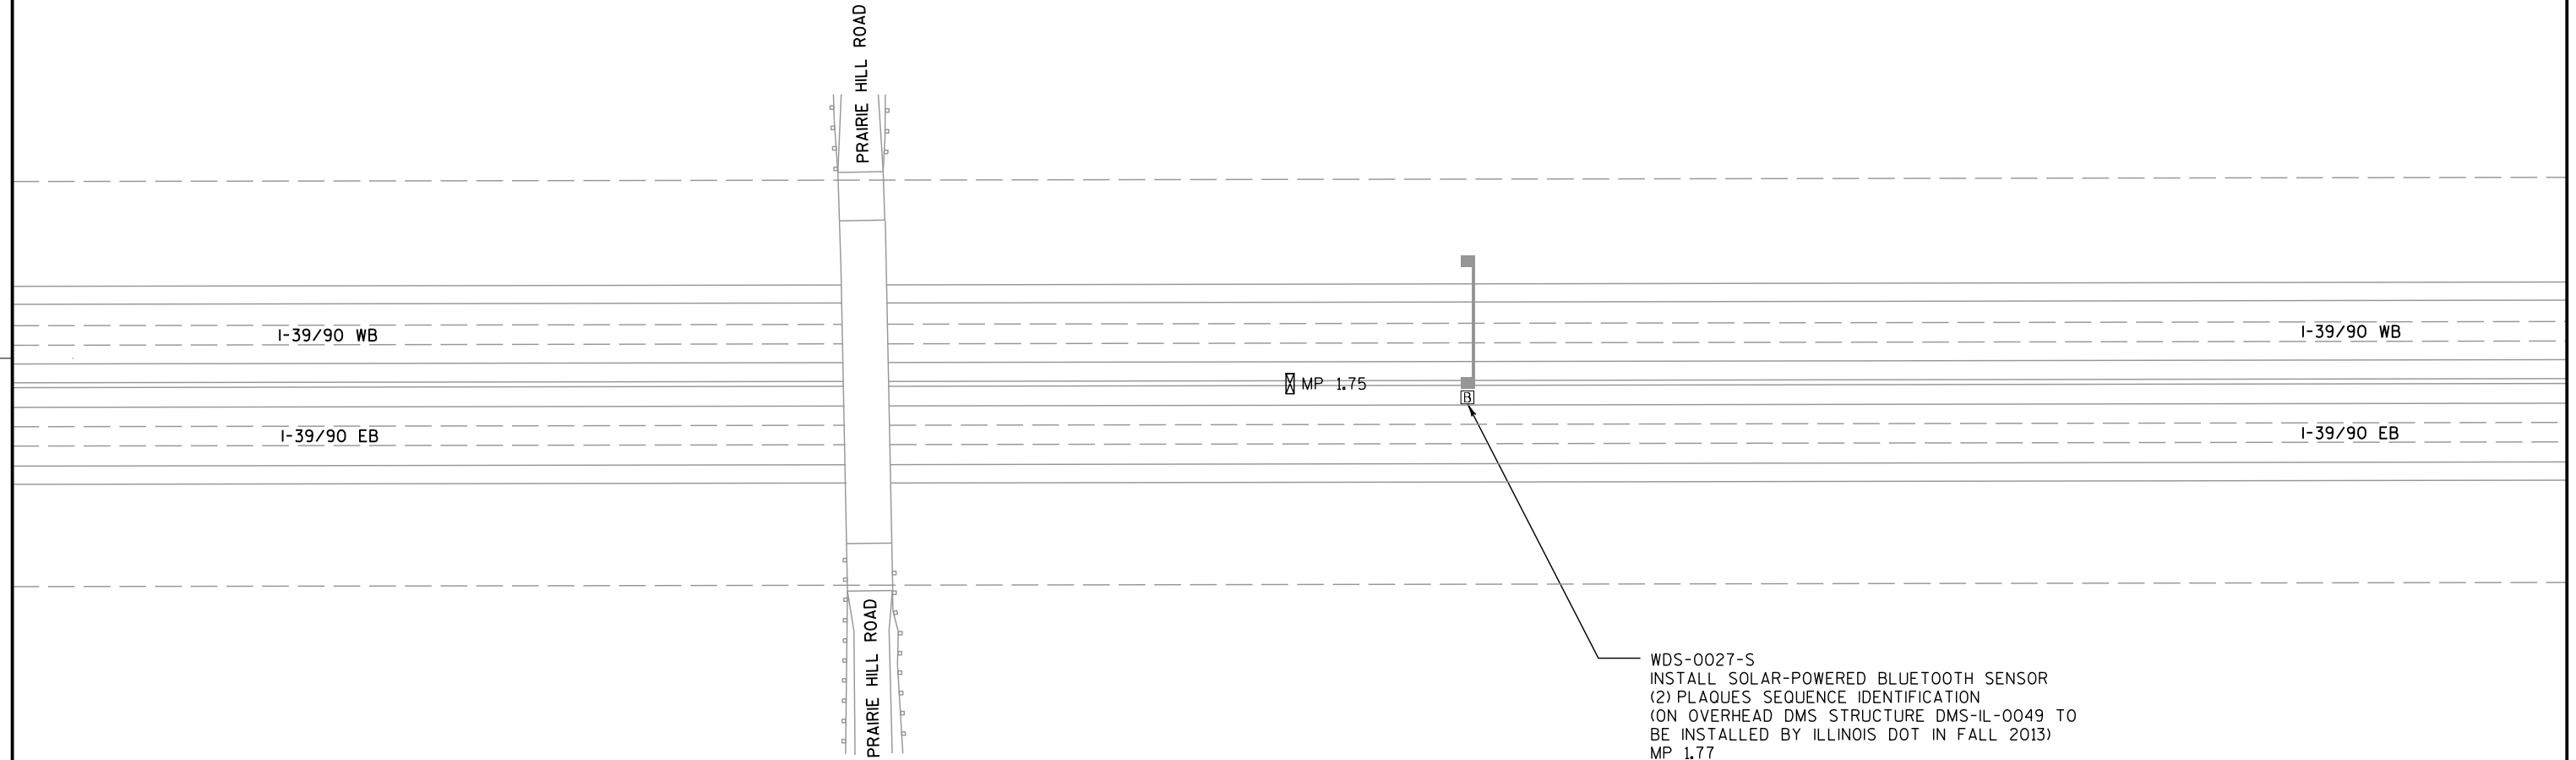 PRAIRIE HILL ROAD
I-39/90 WB
I-39/90 WB
MP 1.75
B
I-39/90 EB
I-39/90 EB
PRAIRIE HILL ROAD
WDS-0027-S
INSTALL SOLAR-POWERED BLUETOOTH SENSOR
(2) PLAQUES SEQUENCE IDENTIFICATION
(ON OVERHEAD DMS STRUCTURE DMS-IL-0049 TO
BE INSTALLED BY ILLINOIS DOT IN FALL 2013)
MP 1.77